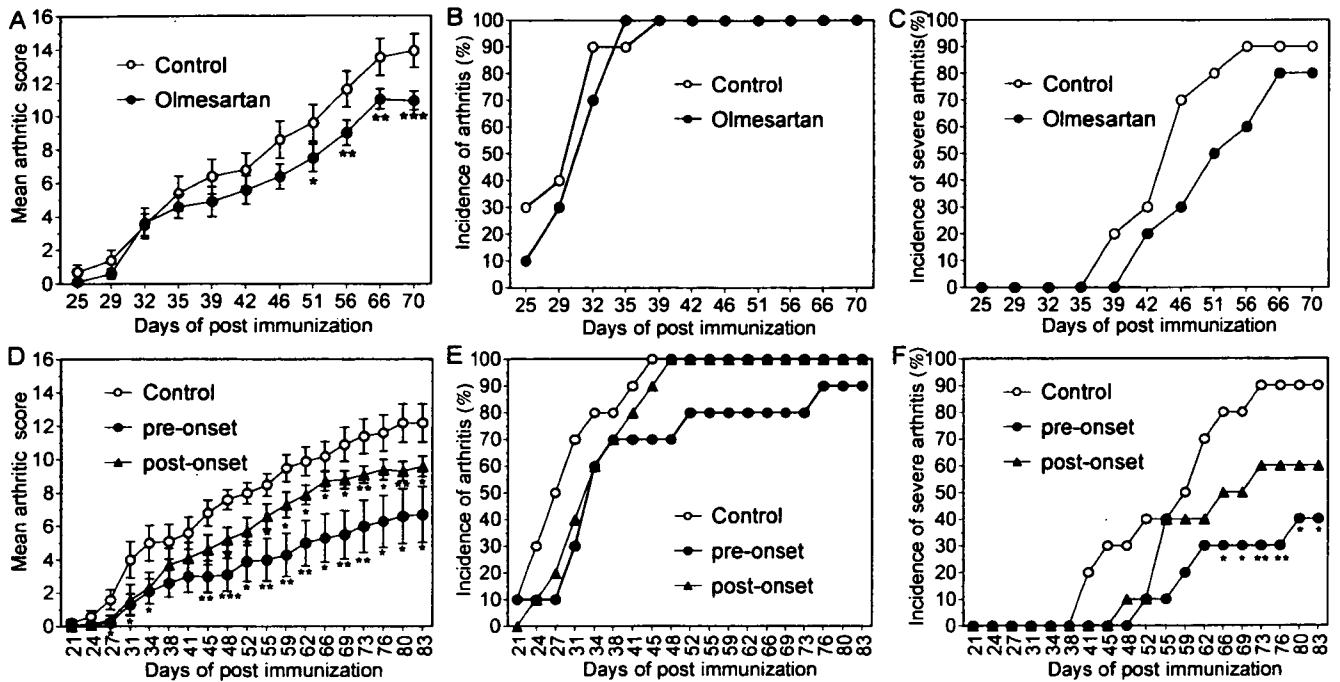 A
Mean arthritic score
16
14
12
10
8
6
4
2
0
Control
Olmesartan
*
**
**
***
25 29 32 35 39 42 46 51 56 66 70
Days of post immunization
B
Incidence of arthritis (%)
100
90
80
70
60
50
40
30
20
10
0
Control
Olmesartan
25 29 32 35 39 42 46 51 56 66 70
Days of post immunization
C
Incidence of severe arthritis(%)
100
90
80
70
60
50
40
30
20
10
0
Control
Olmesartan
25 29 32 35 39 42 46 51 56 66 70
Days of post immunization
D
Mean arthritic score
16
14
12
10
8
6
4
2
0
Control
pre-onset
post-onset
21 24 27 31 34 38 41 45 48 52 55 59 62 66 69 73 76 80 83
Days of post immunization
E
Incidence of arthritis (%)
100
90
80
70
60
50
40
30
20
10
0
Control
pre-onset
post-onset
21 24 27 31 34 38 41 45 48 52 55 59 62 66 69 73 76 80 83
Days of post immunization
F
Incidence of severe arthritis (%)
100
90
80
70
60
50
40
30
20
10
0
Control
pre-onset
post-onset
* * ** ** * *
21 24 27 31 34 38 41 45 48 52 55 59 62 66 69 73 76 80 83
Days of post immunization